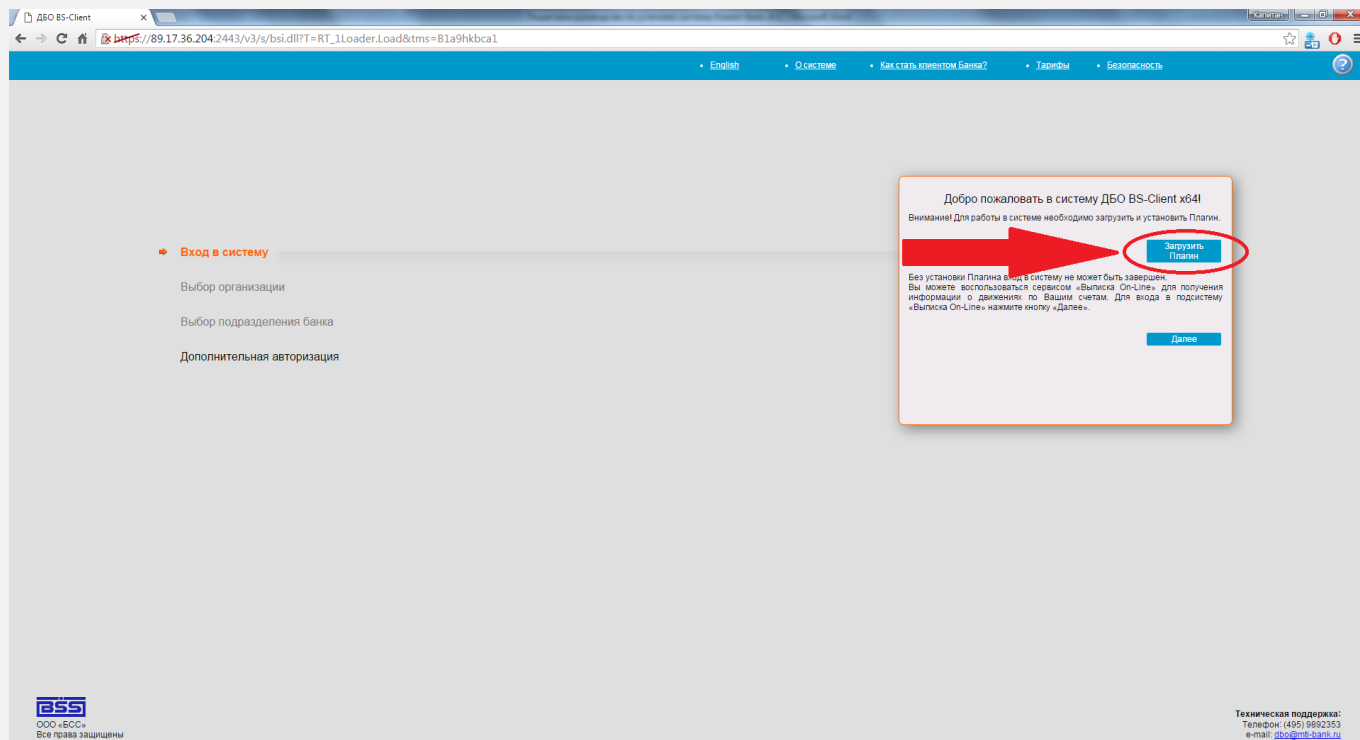 ДБО BS-Client
Капитан
https://89.17.36.204:2443/v3/s/bsi.dll?T=RT_1Loader.Load&tms=B1a9hkbca1
English
О системе
Как стать клиентом Банка?
Тарифы
Безопасность
Добро пожаловать в систему ДБО BS-Client x64!
Внимание! Для работы в системе необходимо загрузить и установить Плагин.
Загрузить
Плагин
Без установки Плагина вход в систему не может быть завершен.
Вы можете воспользоваться сервисом «Выписка On-Line» для получения
информации о движениях по Вашим счетам. Для входа в подсистему
«Выписка On-Line» нажмите кнопку «Далее».
Далее
Вход в систему
Выбор организации
Выбор подразделения банка
Дополнительная авторизация
BSS
ООО «БСС»
Все права защищены
Техническая поддержка:
Телефон: (495) 9892353
e-mail: dbo@mti-bank.ru